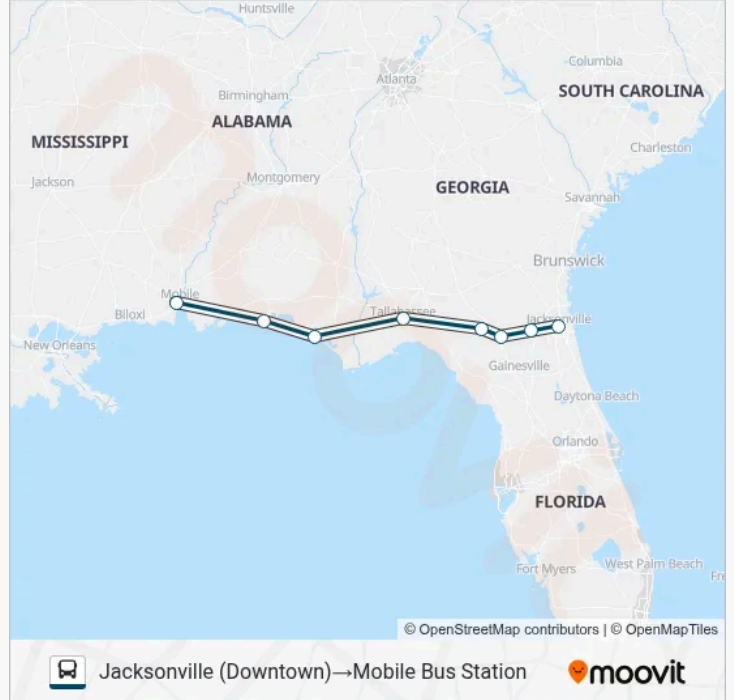 Huntsville
Columbia
Atlanta
SOUTH CAROLINA
Birmingham
ALABAMA
MISSISSIPPI
Charleston
Jackson
Montgomery
GEORGIA
Savannah
Brunswick
Mobile
Biloxi
Tallahassee
Jacksonville
New Orleans
Gainesville
Daytona Beach
Orlando
FLORIDA
Fort Myers
West Palm Beach
Fre
© OpenStreetMap contributors | © OpenMapTiles
Jacksonville (Downtown)→Mobile Bus Station
moovit